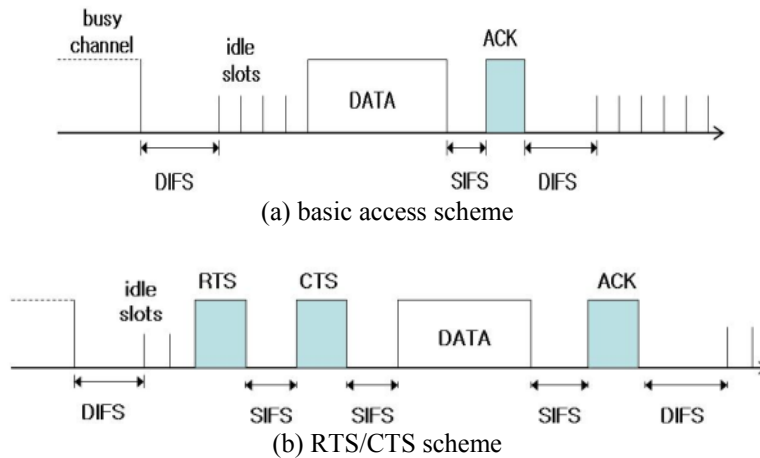 busy
channel
idle
slots
ACK
DATA
DIFS
SIFS
DIFS
(a) basic access scheme
idle
slots
RTS
CTS
ACK
DATA
DIFS
SIFS
SIFS
SIFS
DIFS
(b) RTS/CTS scheme